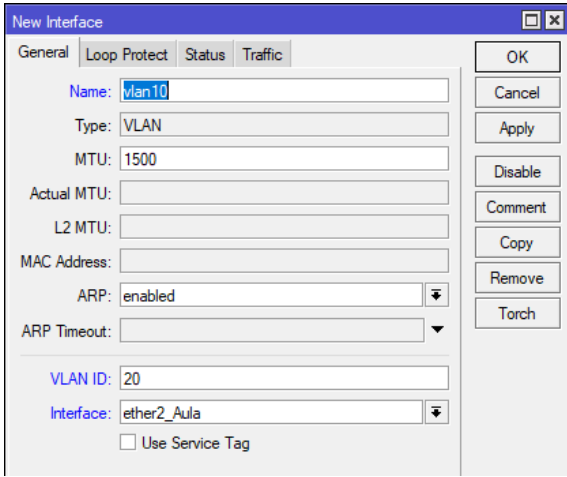 New Interface
General Loop Protect Status Traffic
Name: vlan10
Type: VLAN
MTU: 1500
Actual MTU:
L2 MTU:
MAC Address:
ARP: enabled
ARP Timeout:
VLAN ID: 20
Interface: ether2_Aula
Use Service Tag
OK
Cancel
Apply
Disable
Comment
Copy
Remove
Torch